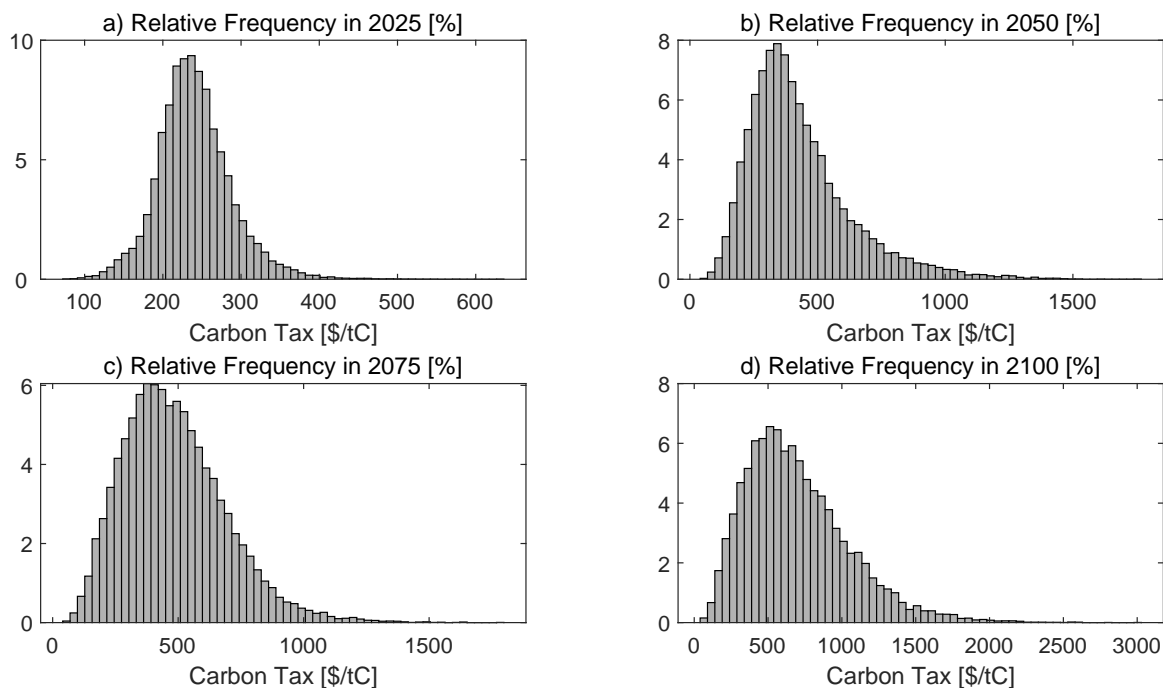 a) Relative Frequency in 2025 [%]
10
5
0
100 200 300 400 500 600
Carbon Tax [$/tC]
b) Relative Frequency in 2050 [%]
8
6
4
2
0
0 500 1000 1500
Carbon Tax [$/tC]
c) Relative Frequency in 2075 [%]
6
4
2
0
0 500 1000 1500
Carbon Tax [$/tC]
d) Relative Frequency in 2100 [%]
8
6
4
2
0
0 500 1000 1500 2000 2500 3000
Carbon Tax [$/tC]